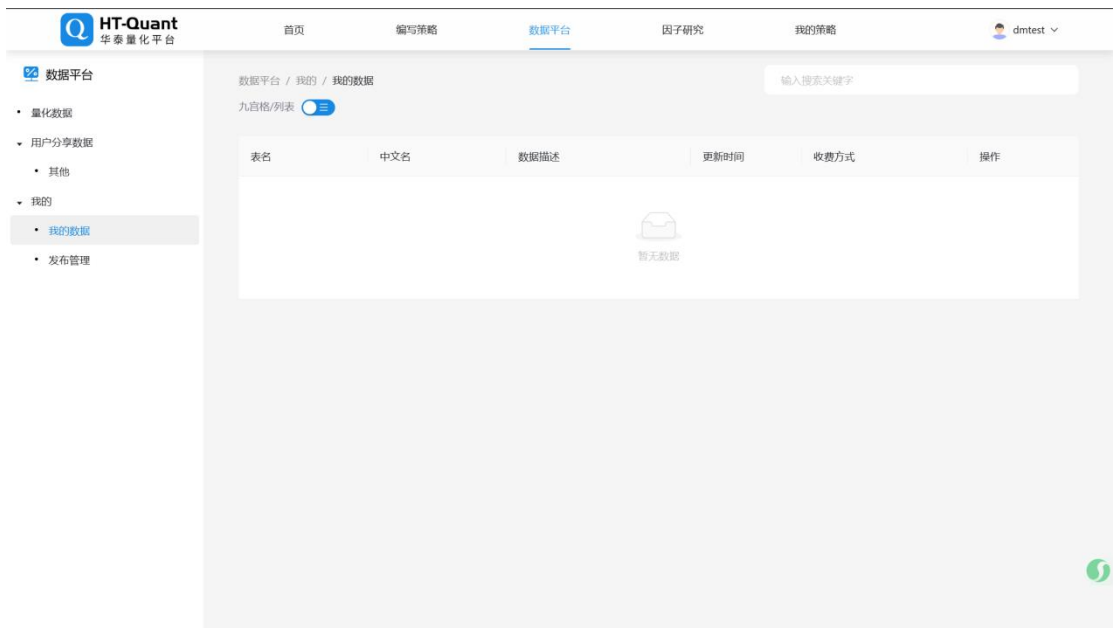 HT-Quant
华泰量化平台
首页 编写策略 数据平台 因子研究 我的策略 dmtest
数据平台
量化数据
用户分享数据
其他
我的
我的数据
发布管理
数据平台 / 我的 / 我的数据
输入搜索关键字
九宫格/列表
表名 中文名 数据描述 更新时间 收费方式 操作
暂无数据